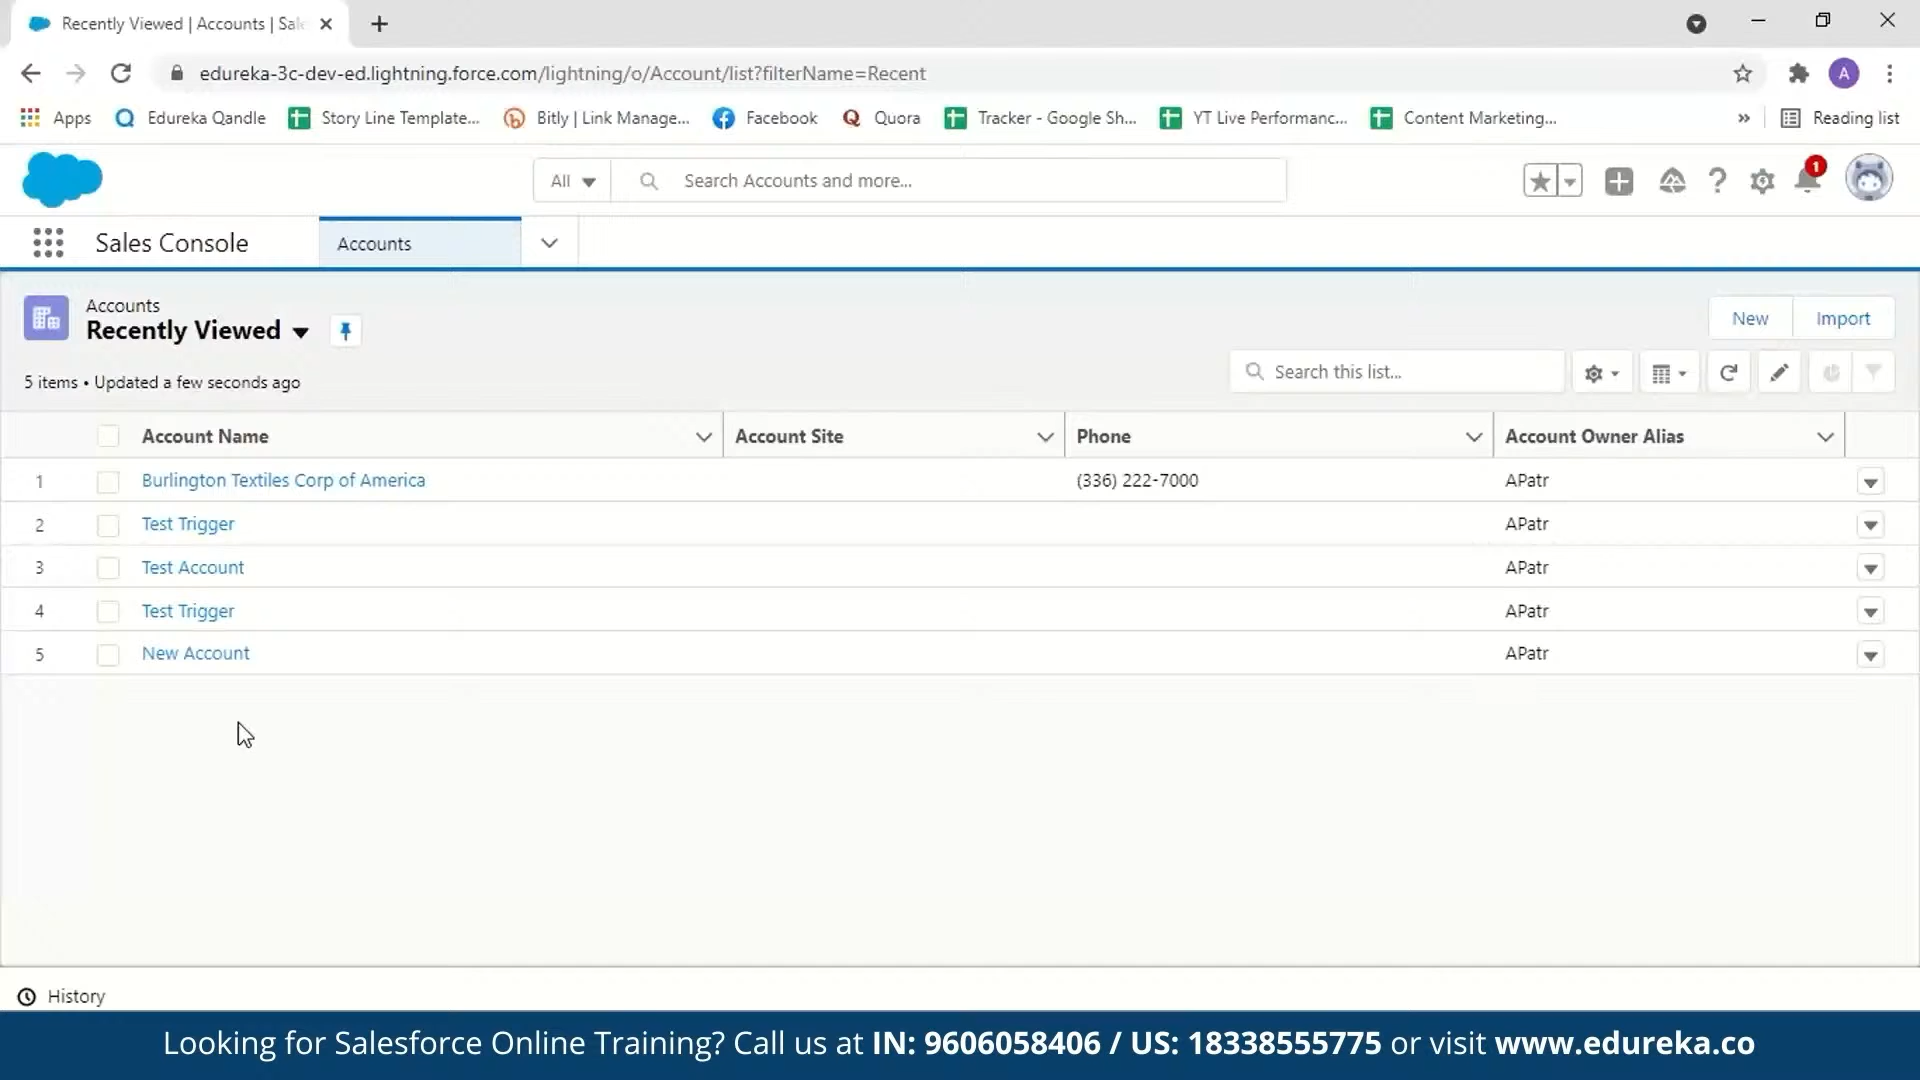 Recently Viewed | Accounts | Sale
edureka-3c-dev-ed.lightning.force.com/lightning/o/Account/list?filterName=Recent
A
Apps Edureka Qandle Story Line Template... Bitly | Link Manage... Facebook Quora Tracker - Google Sh... YT Live Performanc... Content Marketing... » Reading list
All Search Accounts and more... 1
Sales Console Accounts
Accounts
Recently Viewed
New Import
5 items • Updated a few seconds ago
Search this list...
Account Name Account Site Phone Account Owner Alias
1 Burlington Textiles Corp of America (336) 222-7000 APatr
2 Test Trigger APatr
3 Test Account APatr
4 Test Trigger APatr
5 New Account APatr
History
Looking for Salesforce Online Training? Call us at IN: 9606058406 / US: 18338555775 or visit www.edureka.co